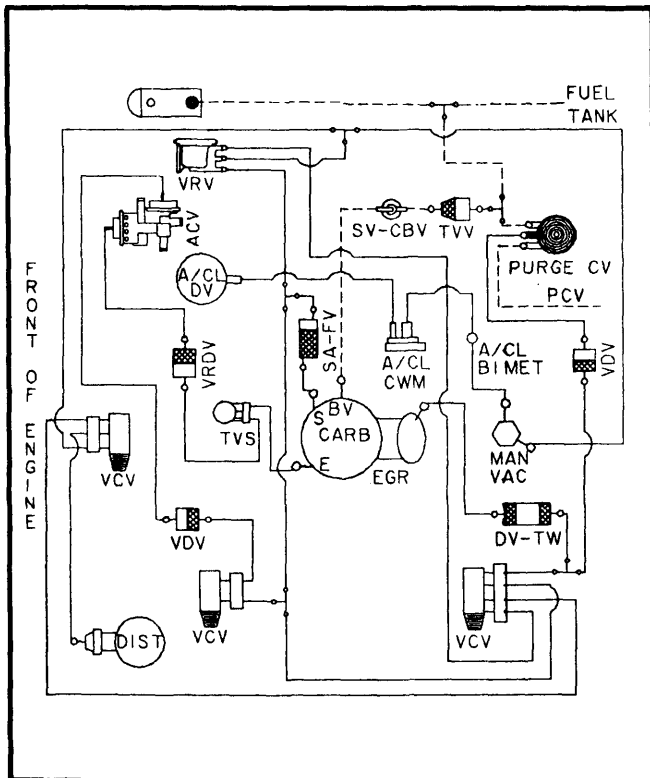 FUEL
TANK
VRV
ACV
SV-CBV
TVV
PURGE CV
PCV
A/CL
DV
SA-FV
A/CL
CWM
A/CL
BIMET
VDV
FRONT OF ENGINE
VRDV
TVS
S
BV
CARB
E
EGR
MAN
VAC
VCV
VDV
DV-TW
VCV
VCV
DIST